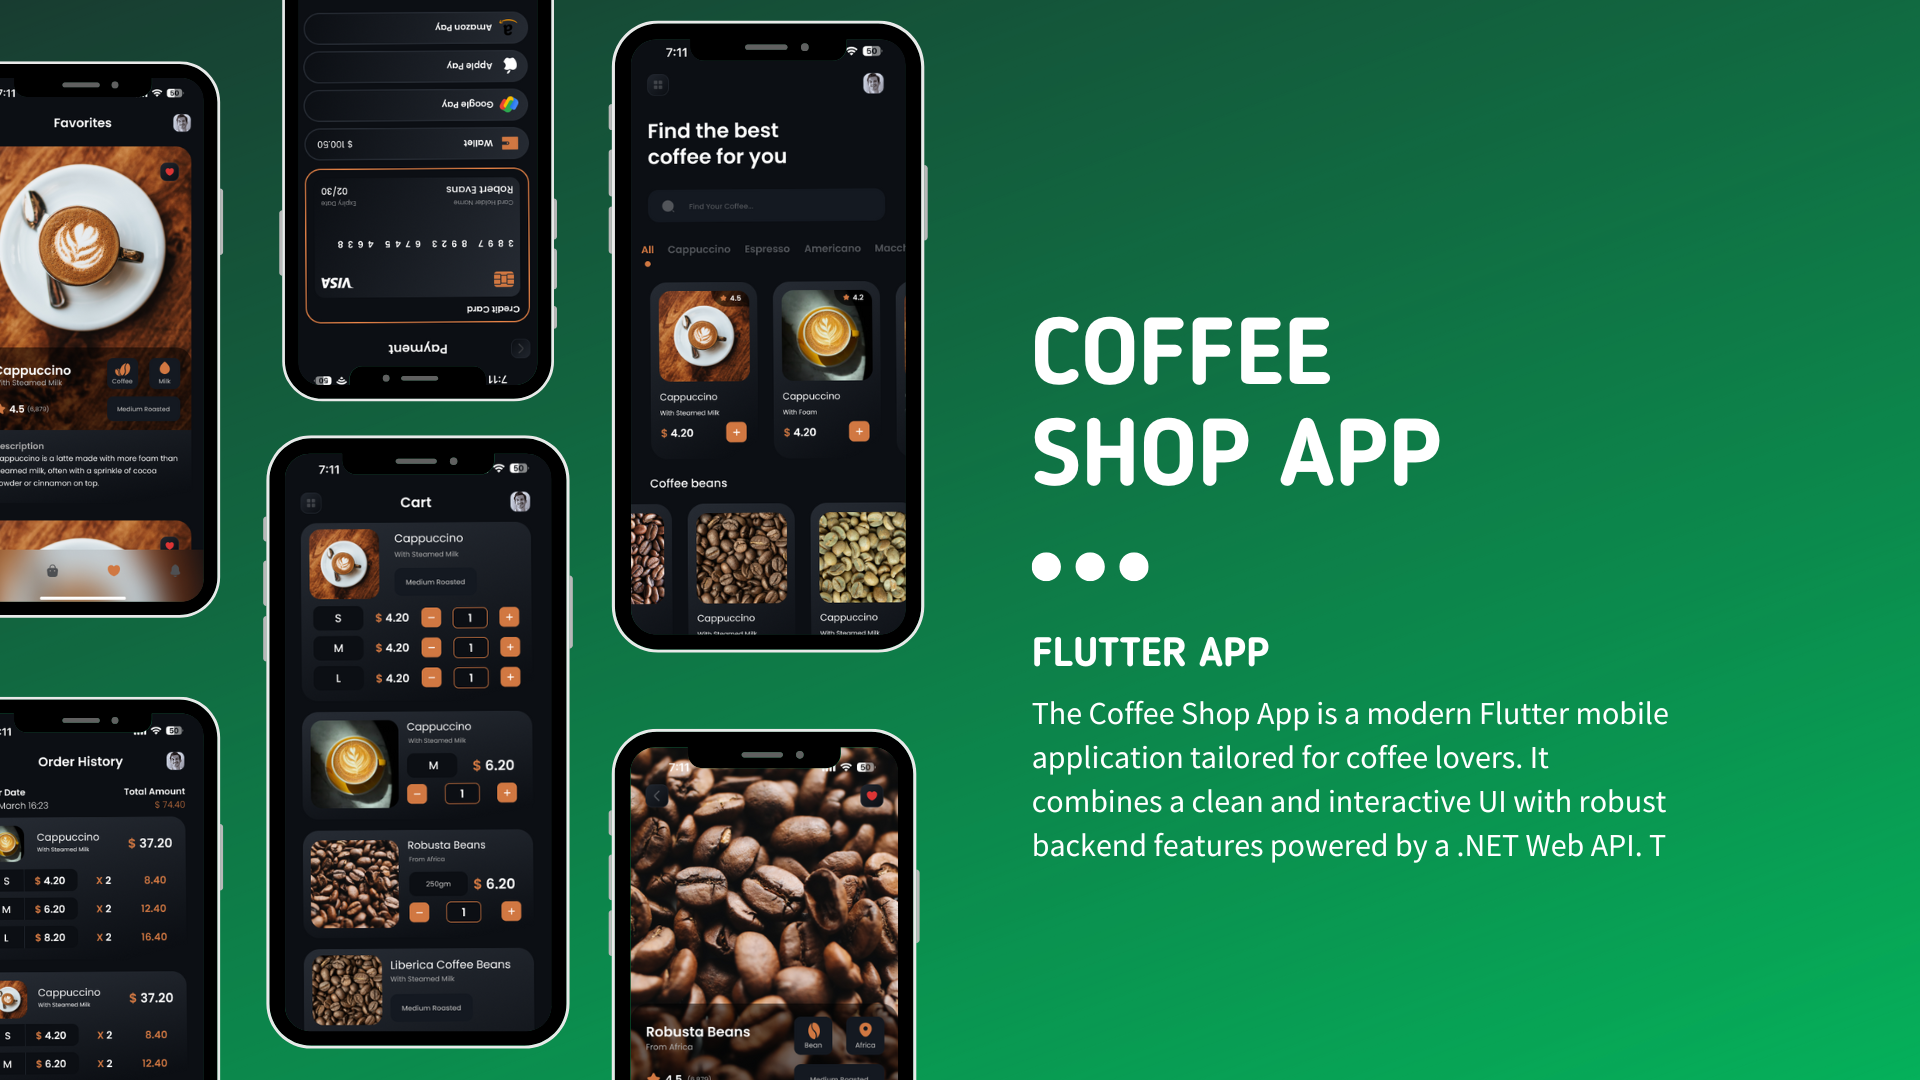 7:11
50
Favorites
Cappuccino
With Steamed Milk
Coffee
Milk
4.5 (6,879)
Medium Roasted
Description
Cappuccino is a latte made with more foam than
steamed milk, often with a sprinkle of cocoa
powder or cinnamon on top.
:11
50
Order History
Date
March 16:23
Total Amount
$ 74.40
Cappuccino
With Steamed Milk
$ 37.20
S $ 4.20 X 2 8.40
M $ 6.20 X 2 12.40
L $ 8.20 X 2 16.40
Cappuccino
With Steamed Milk
$ 37.20
S $ 4.20 X 2 8.40
M $ 6.20 X 2 12.40
7:11
50
Payment
Credit Card
VISA
3897 8923 6745 4638
Card Holder Name
Expiry Date
Robert Evans
02/30
Wallet
$ 100.50
Google Pay
Apple Pay
Amazon Pay
7:11
50
Cart
Cappuccino
With Steamed Milk
Medium Roasted
S $ 4.20 − 1 +
M $ 4.20 − 1 +
L $ 4.20 − 1 +
Cappuccino
With Steamed Milk
M $ 6.20
− 1 +
Robusta Beans
From Africa
250gm $ 6.20
− 1 +
Liberica Coffee Beans
With Steamed Milk
Medium Roasted
7:11
50
Find the best
coffee for you
Find Your Coffee...
All Cappuccino Espresso Americano Macch
4.5
Cappuccino
With Steamed Milk
$ 4.20 +
4.2
Cappuccino
With Foam
$ 4.20 +
Coffee beans
Cappuccino
With Steamed Milk
Cappuccino
With Steamed Milk
7:11
50
Robusta Beans
From Africa
Bean
Africa
4.5 (6,879)
Medium Roasted
COFFEE
SHOP APP
FLUTTER APP
The Coffee Shop App is a modern Flutter mobile
application tailored for coffee lovers. It
combines a clean and interactive UI with robust
backend features powered by a .NET Web API. T